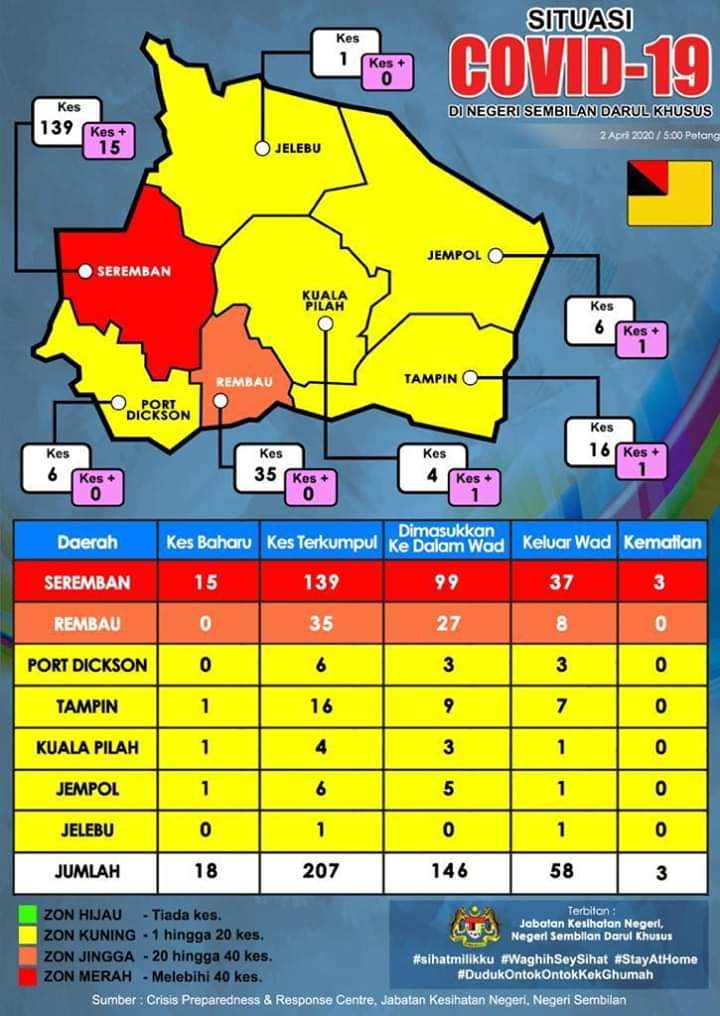 SITUASI
COVID-19
DI NEGERI SEMBILAN DARUL KHUSUS
2 April 2020 / 5:00 Petang
Kes
1
Kes +
0
Kes
139
Kes +
15
JELEBU
SEREMBAN
JEMPOL
KUALA
PILAH
Kes
6
Kes +
1
REMBAU
TAMPIN
PORT
DICKSON
Kes
6
Kes +
0
Kes
35
Kes +
0
Kes
4
Kes +
1
Kes
16
Kes +
1
Daerah Kes Baharu Kes Terkumpul Dimasukkan Ke Dalam Wad Keluar Wad Kematian
SEREMBAN 15 139 99 37 3
REMBAU 0 35 27 8 0
PORT DICKSON 0 6 3 3 0
TAMPIN 1 16 9 7 0
KUALA PILAH 1 4 3 1 0
JEMPOL 1 6 5 1 0
JELEBU 0 1 0 1 0
JUMLAH 18 207 146 58 3
ZON HIJAU - Tiada kes.
ZON KUNING - 1 hingga 20 kes.
ZON JINGGA - 20 hingga 40 kes.
ZON MERAH - Melebihi 40 kes.
Terbitan :
Jabatan Kesihatan Negeri,
Negeri Sembilan Darul Khusus
#sihatmilikku #WaghihSeySihat #StayAtHome
#DudukOntokOntokKekGhumah
Sumber : Crisis Preparedness & Response Centre, Jabatan Kesihatan Negeri, Negeri Sembilan